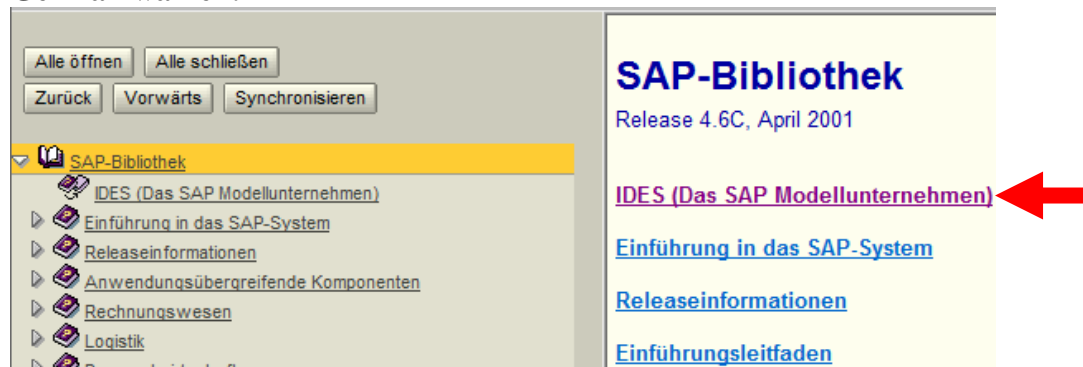 Alle öffnen Alle schließen
Zurück Vorwärts Synchronisieren
SAP-Bibliothek
IDES (Das SAP Modellunternehmen)
Einführung in das SAP-System
Releaseinformationen
Anwendungsübergreifende Komponenten
Rechnungswesen
Logistik
SAP-Bibliothek
Release 4.6C, April 2001
IDES (Das SAP Modellunternehmen)
Einführung in das SAP-System
Releaseinformationen
Einführungsleitfaden